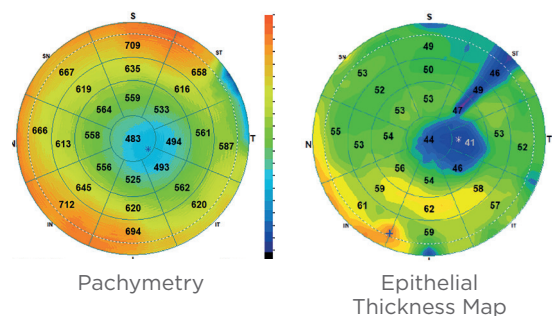 S S
SN 709 ST
49 ST
667 635 658
SN 50 46
619 616
53 52 49
559
53
564 533
47
666 558 483 494 561
N 613 587 T
55 54 44 41 53
N 53 52 T
556 493
56 46
525
54
645 562
59 58
712 620 620
61 62 57
IN 694 IT
IN 59 IT
I I
Pachymetry
Epithelial
Thickness Map